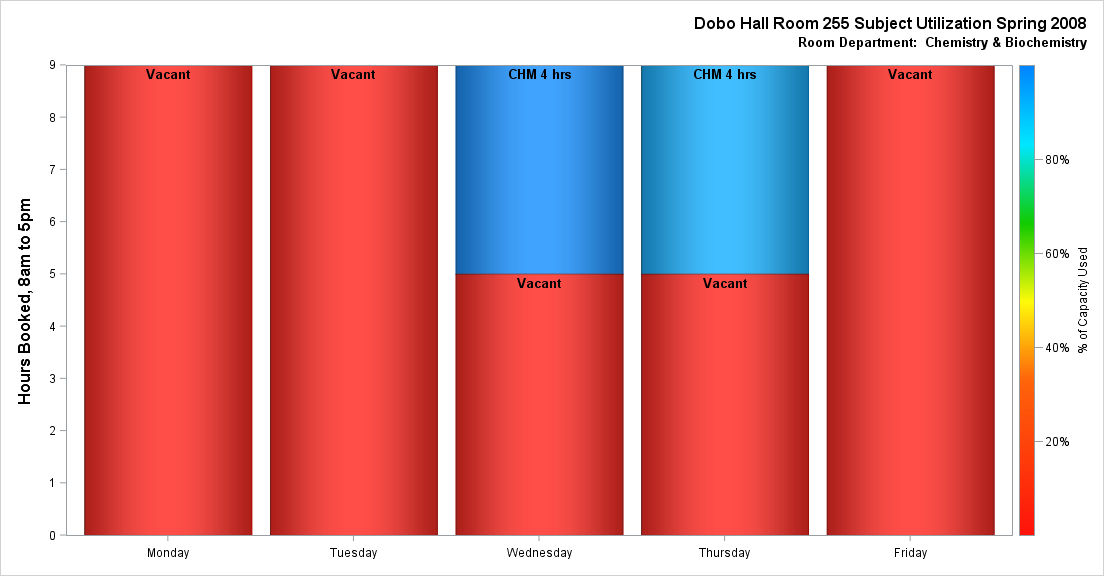 Dobo Hall Room 255 Subject Utilization Spring 2008
Room Department:  Chemistry & Biochemistry
Hours Booked, 8am to 5pm
9
8
7
6
5
4
3
2
1
0
Vacant
Vacant
CHM 4 hrs
CHM 4 hrs
Vacant
Vacant
Vacant
Monday
Tuesday
Wednesday
Thursday
Friday
80%
60%
40%
20%
% of Capacity Used